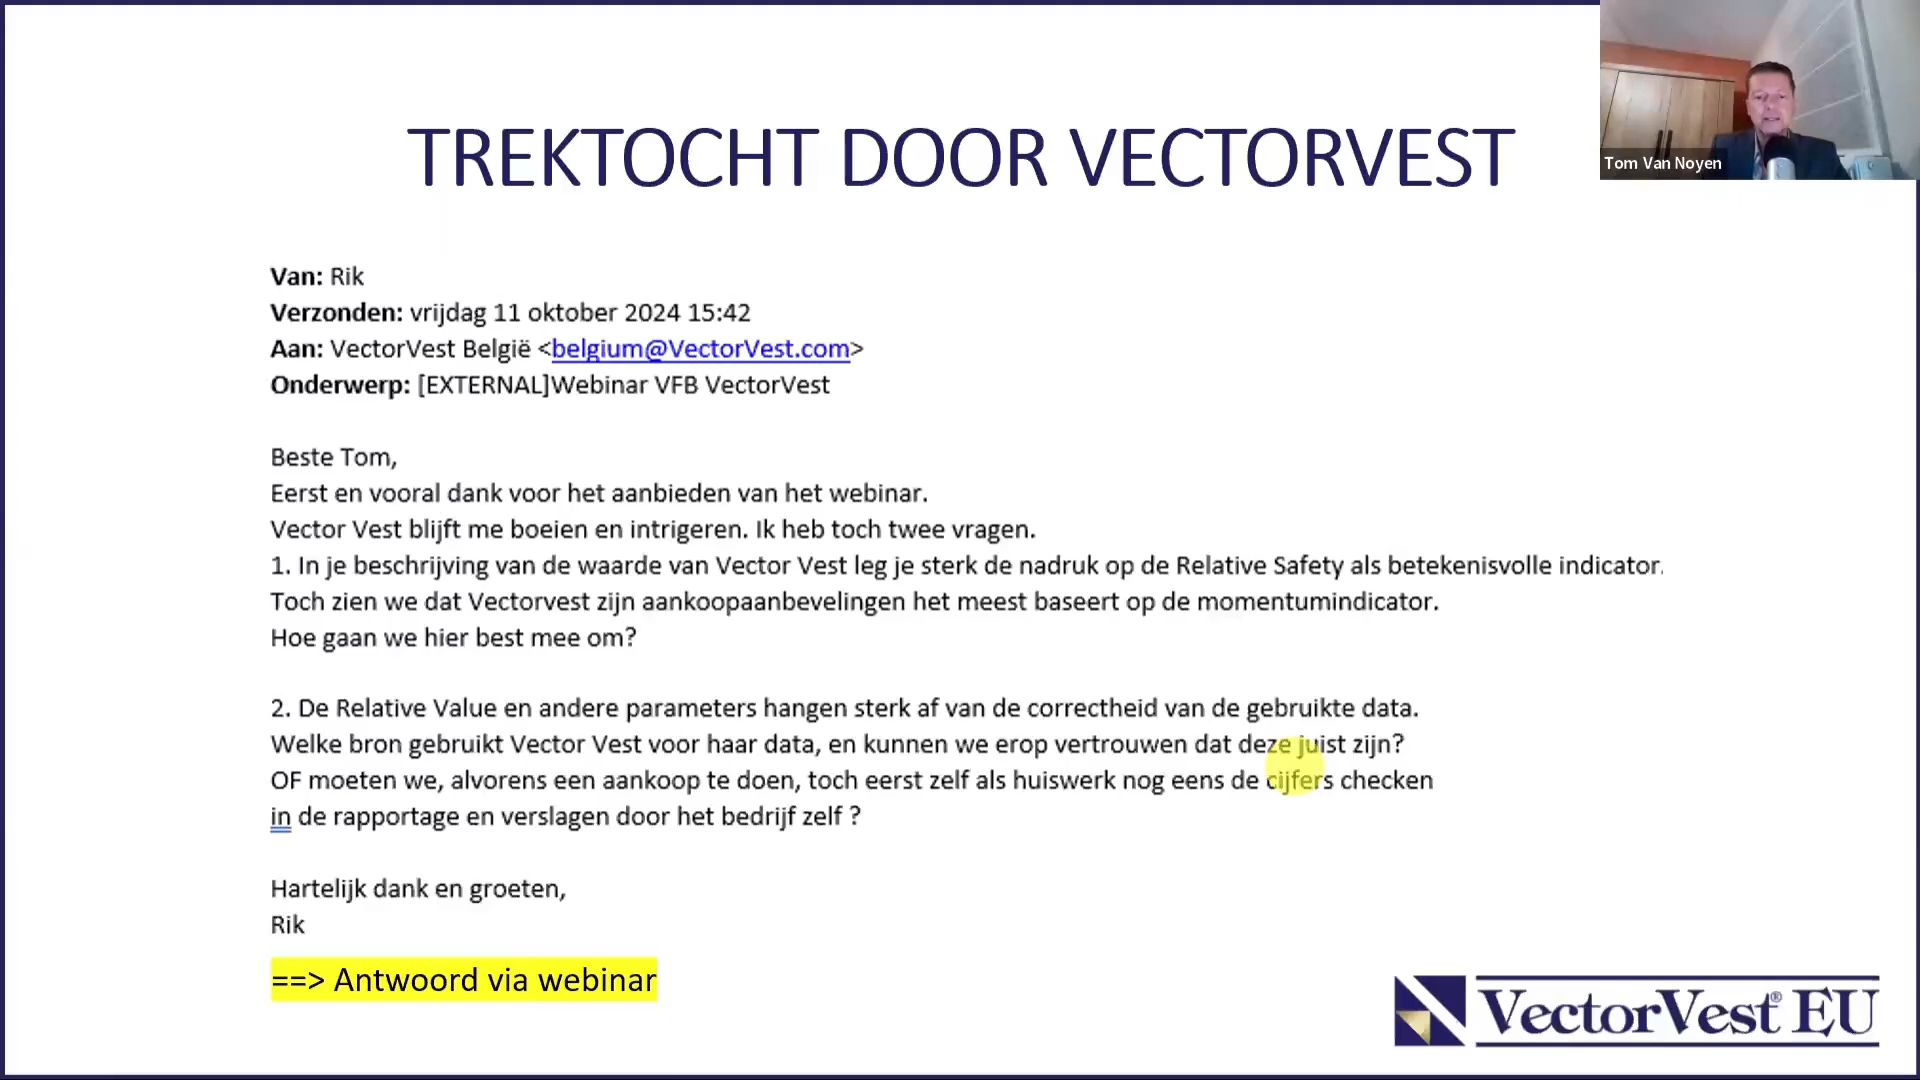 TREKTOCHT DOOR VECTORVEST
Tom Van Noyen
Van: Rik
Verzonden: vrijdag 11 oktober 2024 15:42
Aan: VectorVest België <belgium@VectorVest.com>
Onderwerp: [EXTERNAL]Webinar VFB VectorVest
Beste Tom,
Eerst en vooral dank voor het aanbieden van het webinar.
Vector Vest blijft me boeien en intrigeren. Ik heb toch twee vragen.
1. In je beschrijving van de waarde van Vector Vest leg je sterk de nadruk op de Relative Safety als betekenisvolle indicator.
Toch zien we dat Vectorvest zijn aankoopaanbevelingen het meest baseert op de momentumindicator.
Hoe gaan we hier best mee om?
2. De Relative Value en andere parameters hangen sterk af van de correctheid van de gebruikte data.
Welke bron gebruikt Vector Vest voor haar data, en kunnen we erop vertrouwen dat deze juist zijn?
OF moeten we, alvorens een aankoop te doen, toch eerst zelf als huiswerk nog eens de cijfers checken
in de rapportage en verslagen door het bedrijf zelf ?
Hartelijk dank en groeten,
Rik
==> Antwoord via webinar
VectorVest® EU